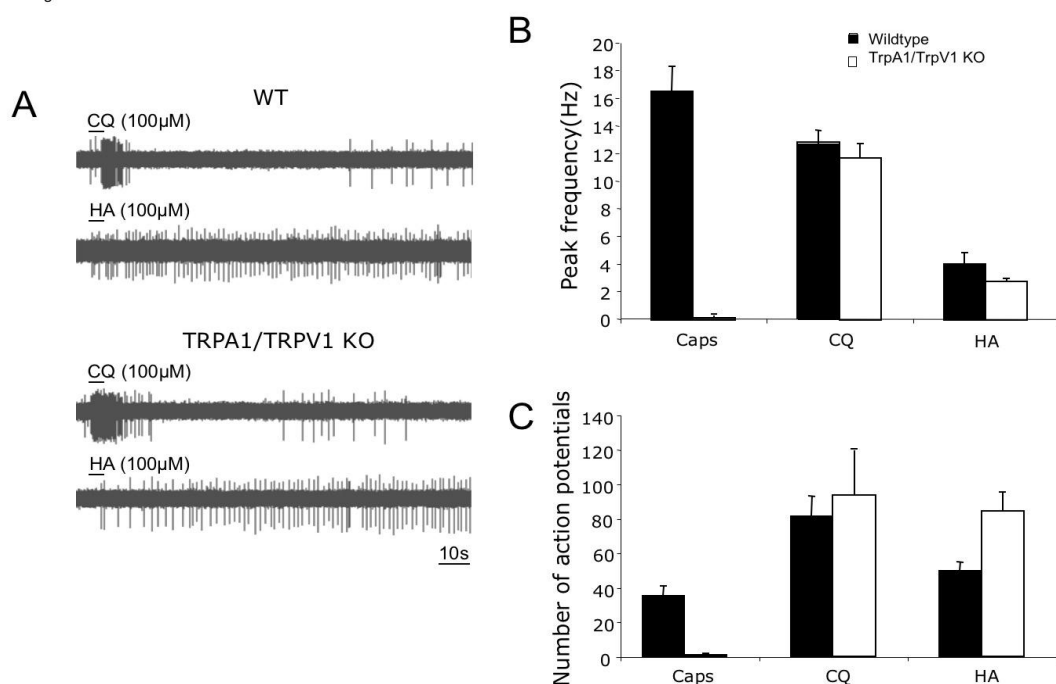 A
WT
CQ (100µM)
HA (100µM)
TRPA1/TRPV1 KO
CQ (100µM)
HA (100µM)
10s
B
Wildtype
TrpA1/TrpV1 KO
Peak frequency(Hz)
20
18
16
14
12
10
8
6
4
2
0
Caps CQ HA
C
Number of action potentials
140
120
100
80
60
40
20
0
Caps CQ HA